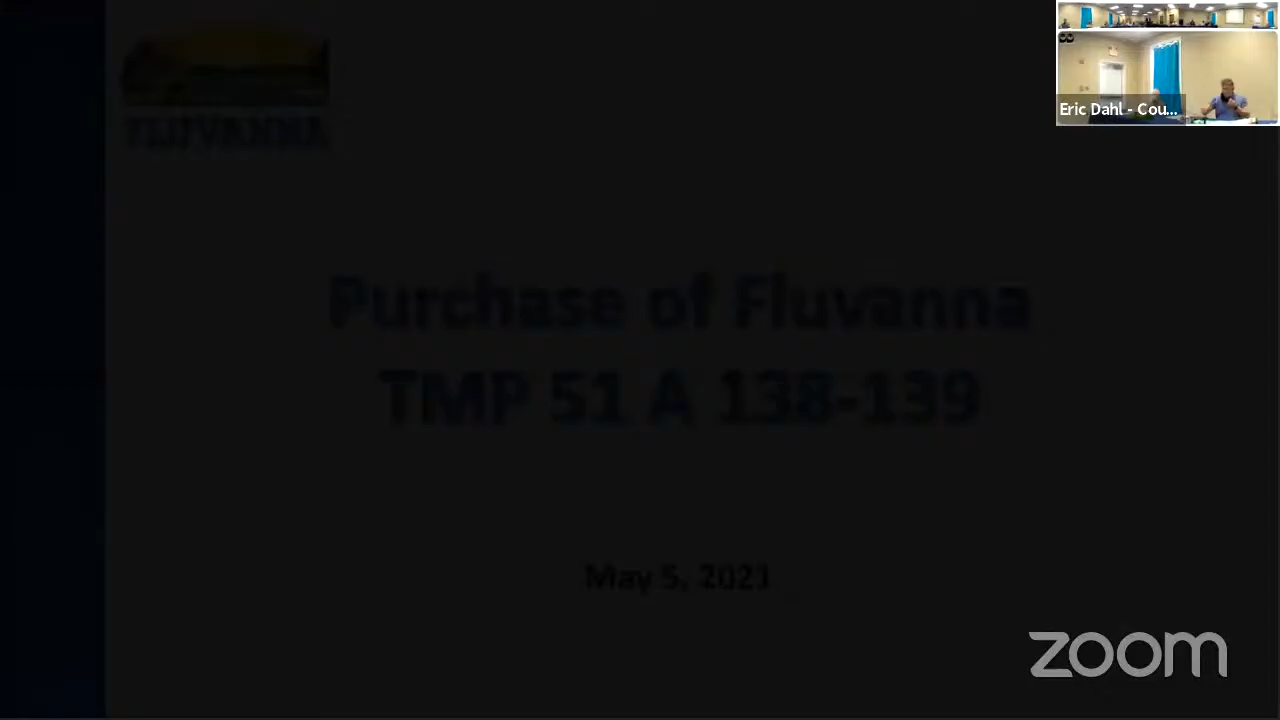 Eric Dahl - Cou...
FLUVANNA
Purchase of Fluvanna
TMP 51 A 138-139
May 5, 2021
zoom